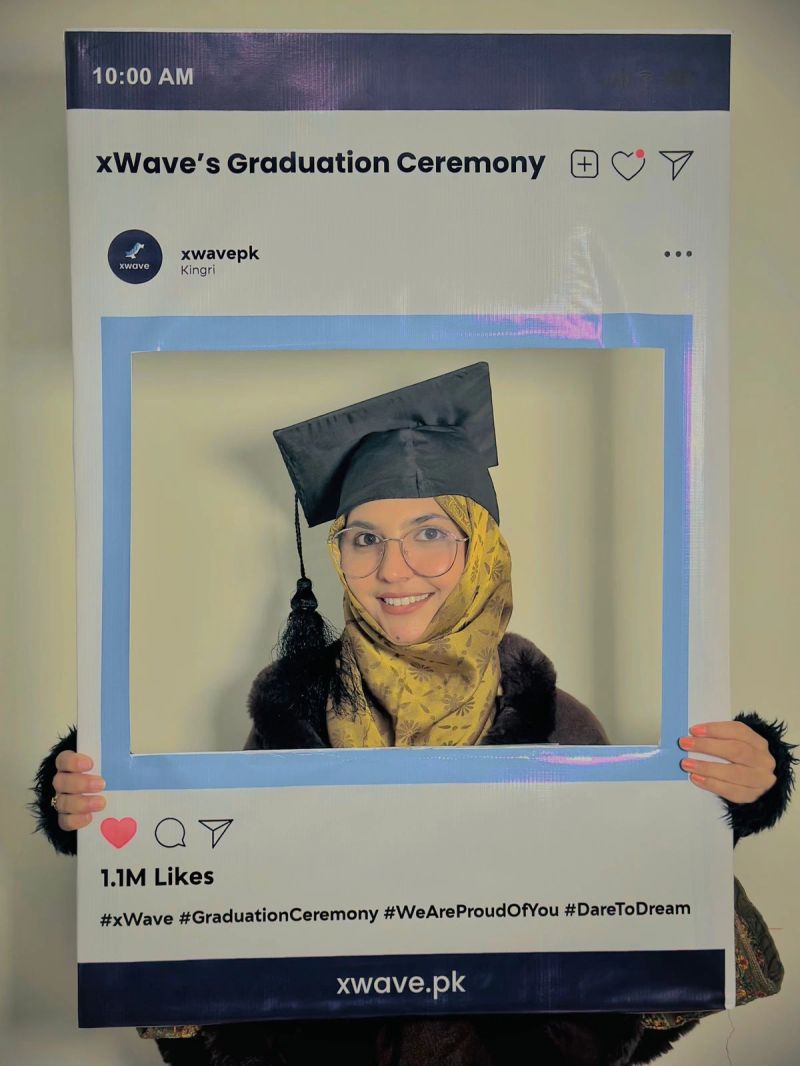 10:00 AM
xWave's Graduation Ceremony
xwave
xwavepk
Kingri
1.1M Likes
#xWave #GraduationCeremony #WeAreProudOfYou #DareToDream
xwave.pk